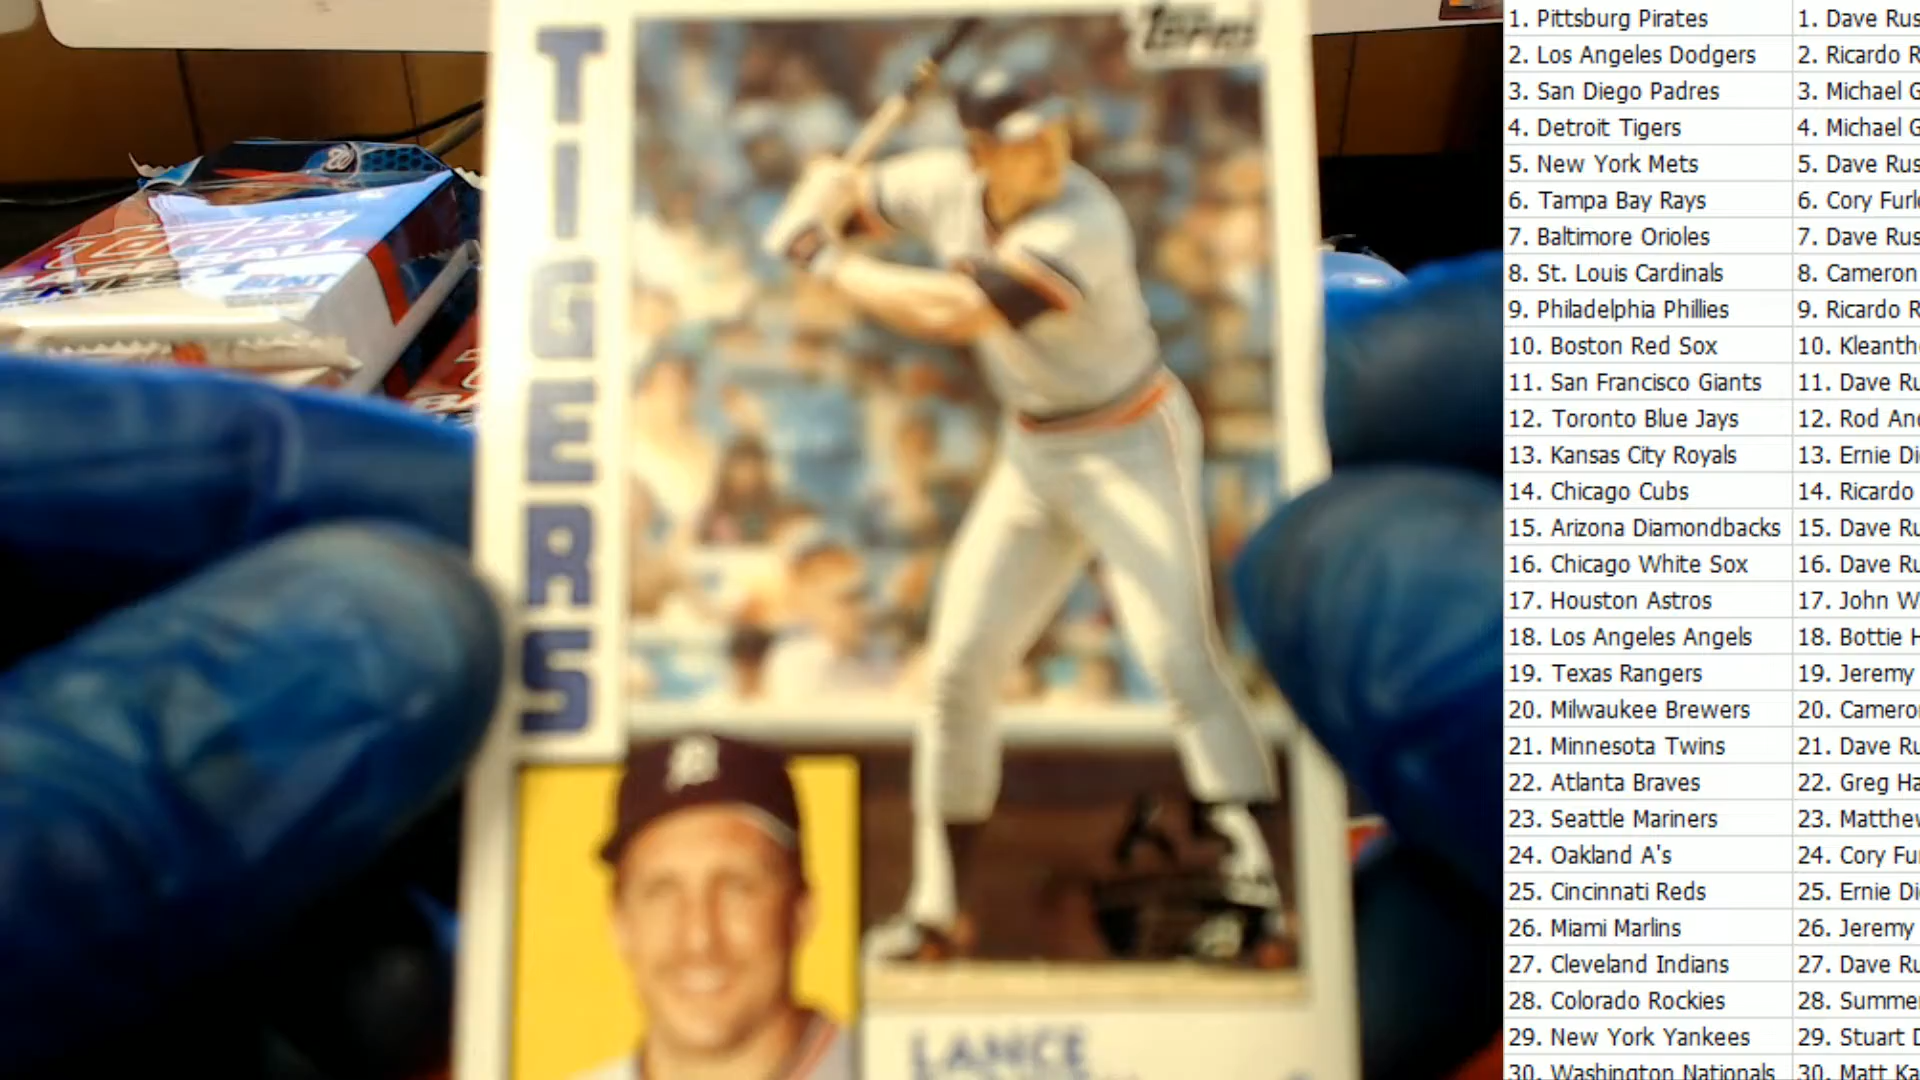 TIGERS
Topps
LANCE
TOPPS
BASEBALL
1. Pittsburg Pirates 1. Dave Rus
2. Los Angeles Dodgers 2. Ricardo R
3. San Diego Padres 3. Michael G
4. Detroit Tigers 4. Michael G
5. New York Mets 5. Dave Rus
6. Tampa Bay Rays 6. Cory Furl
7. Baltimore Orioles 7. Dave Rus
8. St. Louis Cardinals 8. Cameron
9. Philadelphia Phillies 9. Ricardo R
10. Boston Red Sox 10. Kleanth
11. San Francisco Giants 11. Dave Ru
12. Toronto Blue Jays 12. Rod And
13. Kansas City Royals 13. Ernie Di
14. Chicago Cubs 14. Ricardo
15. Arizona Diamondbacks 15. Dave Ru
16. Chicago White Sox 16. Dave Ru
17. Houston Astros 17. John W
18. Los Angeles Angels 18. Bottie H
19. Texas Rangers 19. Jeremy
20. Milwaukee Brewers 20. Cameron
21. Minnesota Twins 21. Dave Ru
22. Atlanta Braves 22. Greg Ha
23. Seattle Mariners 23. Matthew
24. Oakland A's 24. Cory Fu
25. Cincinnati Reds 25. Ernie Di
26. Miami Marlins 26. Jeremy
27. Cleveland Indians 27. Dave Ru
28. Colorado Rockies 28. Summe
29. New York Yankees 29. Stuart D
30. Washington Nationals 30. Matt Ka